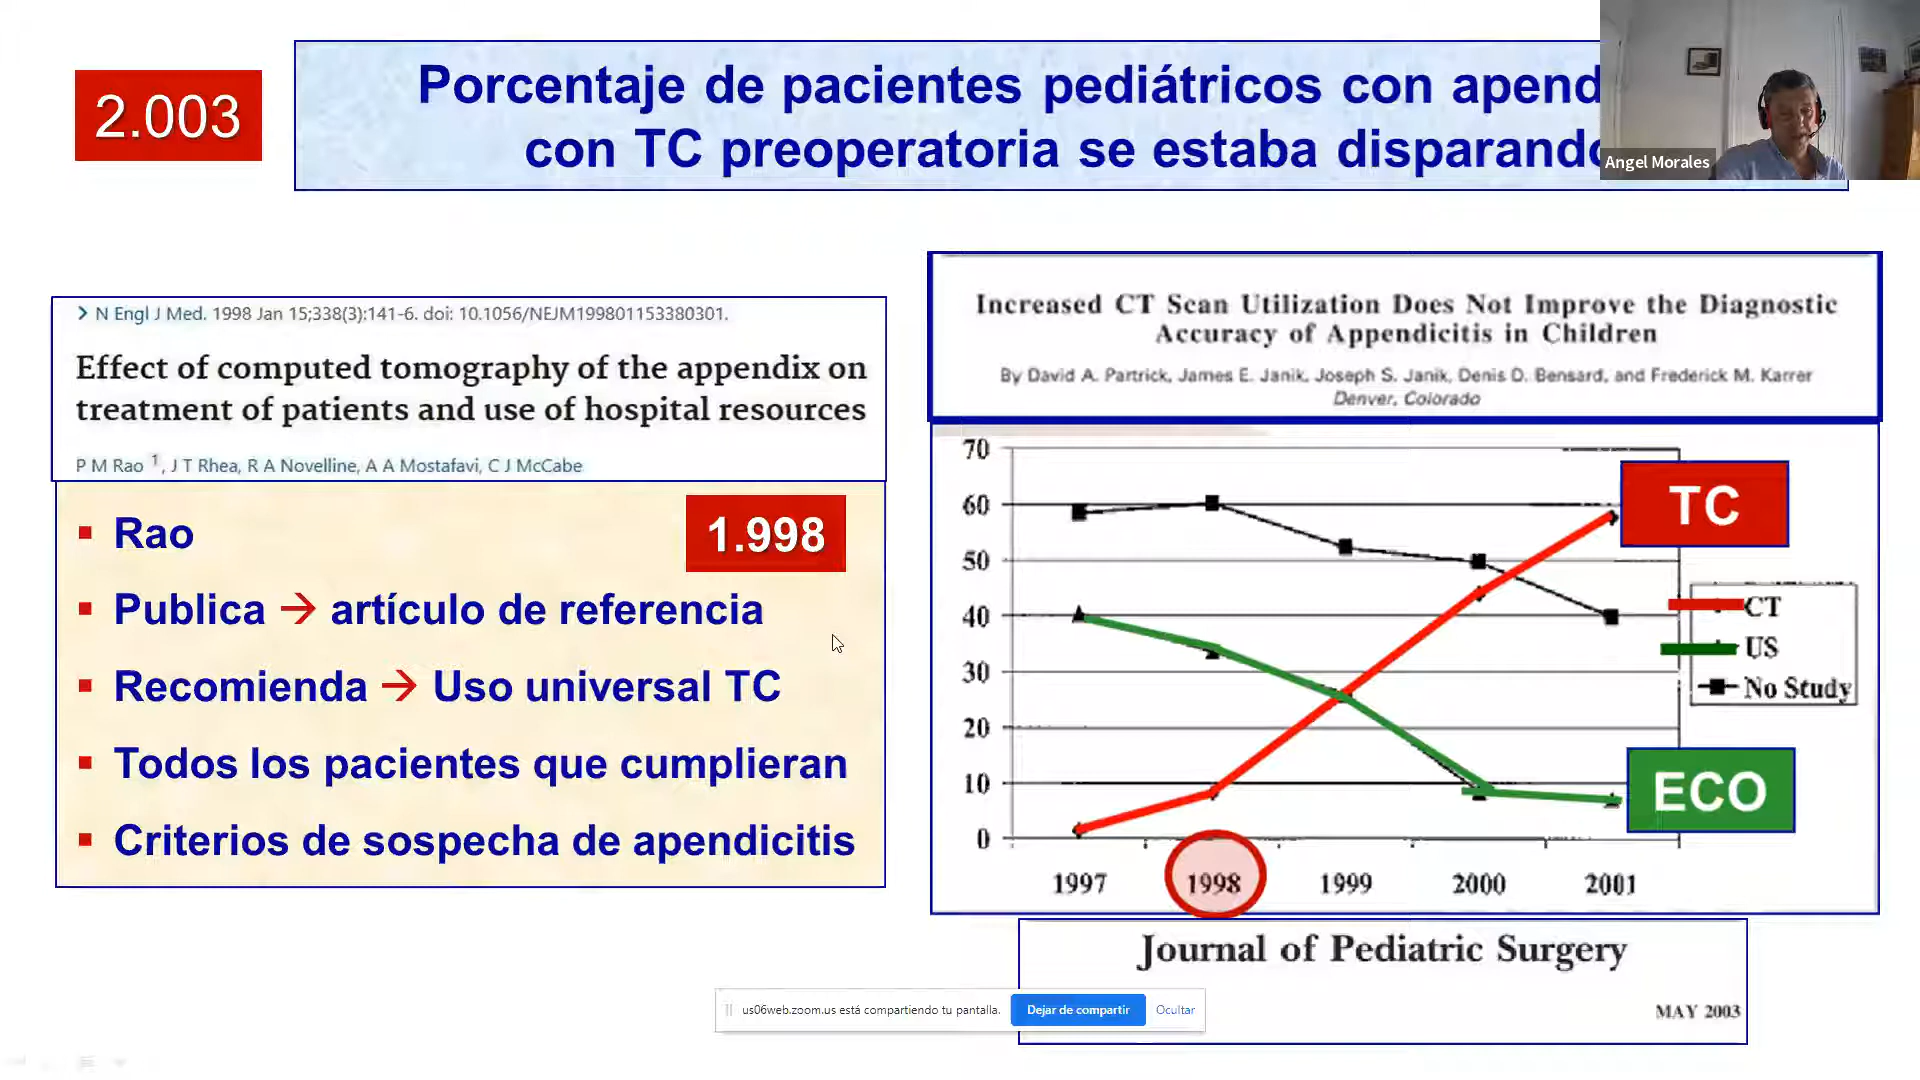 2.003
Porcentaje de pacientes pediátricos con apend
con TC preoperatoria se estaba disparando
Angel Morales
N Engl J Med. 1998 Jan 15;338(3):141-6. doi: 10.1056/NEJM199801153380301.
Effect of computed tomography of the appendix on
treatment of patients and use of hospital resources
P M Rao 1, J T Rhea, R A Novelline, A A Mostafavi, C J McCabe
1.998
Rao
Publica → artículo de referencia
Recomienda → Uso universal TC
Todos los pacientes que cumplieran
Criterios de sospecha de apendicitis
Increased CT Scan Utilization Does Not Improve the Diagnostic
Accuracy of Appendicitis in Children
By David A. Partrick, James E. Janik, Joseph S. Janik, Denis D. Bensard, and Frederick M. Karrer
Denver, Colorado
70
60
50
40
30
20
10
0
1997 1998 1999 2000 2001
TC
CT
US
No Study
ECO
Journal of Pediatric Surgery
MAY 2003
us06web.zoom.us está compartiendo tu pantalla.
Dejar de compartir
Ocultar